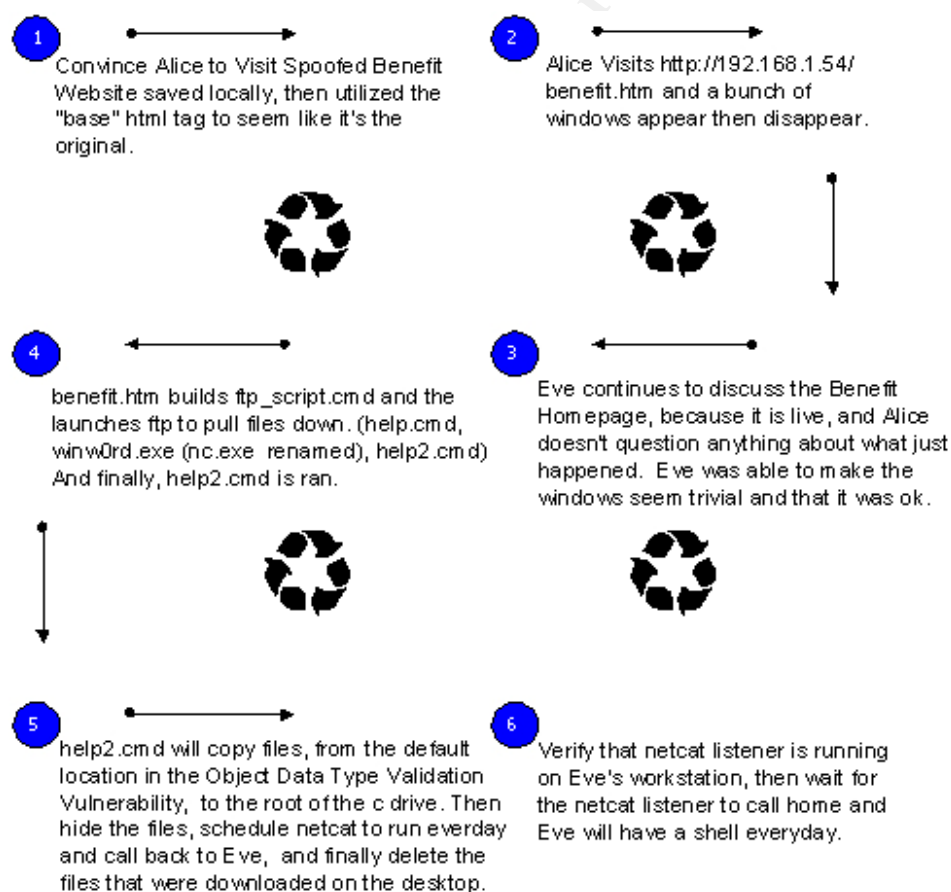 1
Convince Alice to Visit Spoofed Benefit
Website saved locally, then utilized the
"base" html tag to seem like it's the
original.
2
Alice Visits http://192.168.1.54/
benefit.htm and a bunch of
windows appear then disappear.
4
benefit.htm builds ftp_script.cmd and the
launches ftp to pull files down. (help.cmd,
winw0rd.exe (nc.exe renamed), help2.cmd)
And finally, help2.cmd is ran.
3
Eve continues to discuss the Benefit
Homepage, because it is live, and Alice
doesn't question anything about what just
happened. Eve was able to make the
windows seem trivial and that it was ok.
5
help2.cmd will copy files, from the default
location in the Object Data Type Validation
Vulnerability, to the root of the c drive. Then
hide the files, schedule netcat to run everday
and call back to Eve, and finally delete the
files that were downloaded on the desktop.
6
Verify that netcat listener is running
on Eve's workstation, then wait for
the netcat listener to call home and
Eve will have a shell everyday.